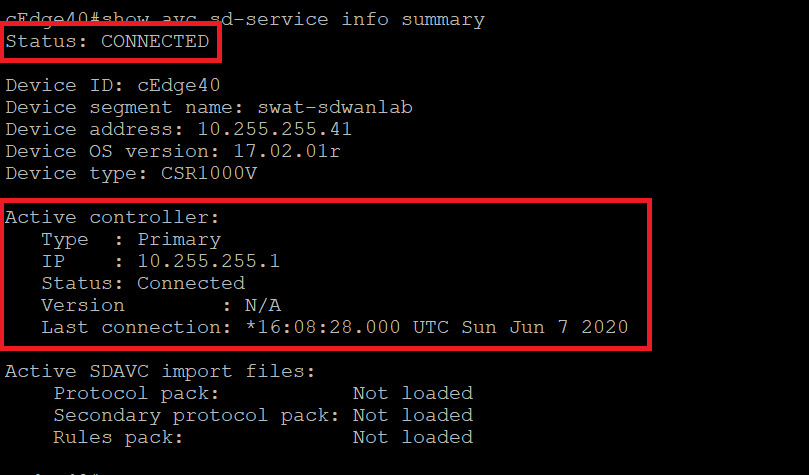 cEdge40#show avc sd-service info summary
Status: CONNECTED
Device ID: cEdge40
Device segment name: swat-sdwanlab
Device address: 10.255.255.41
Device OS version: 17.02.01r
Device type: CSR1000V
Active controller:
Type : Primary
IP : 10.255.255.1
Status: Connected
Version : N/A
Last connection: *16:08:28.000 UTC Sun Jun 7 2020
Active SDAVC import files:
Protocol pack: Not loaded
Secondary protocol pack: Not loaded
Rules pack: Not loaded